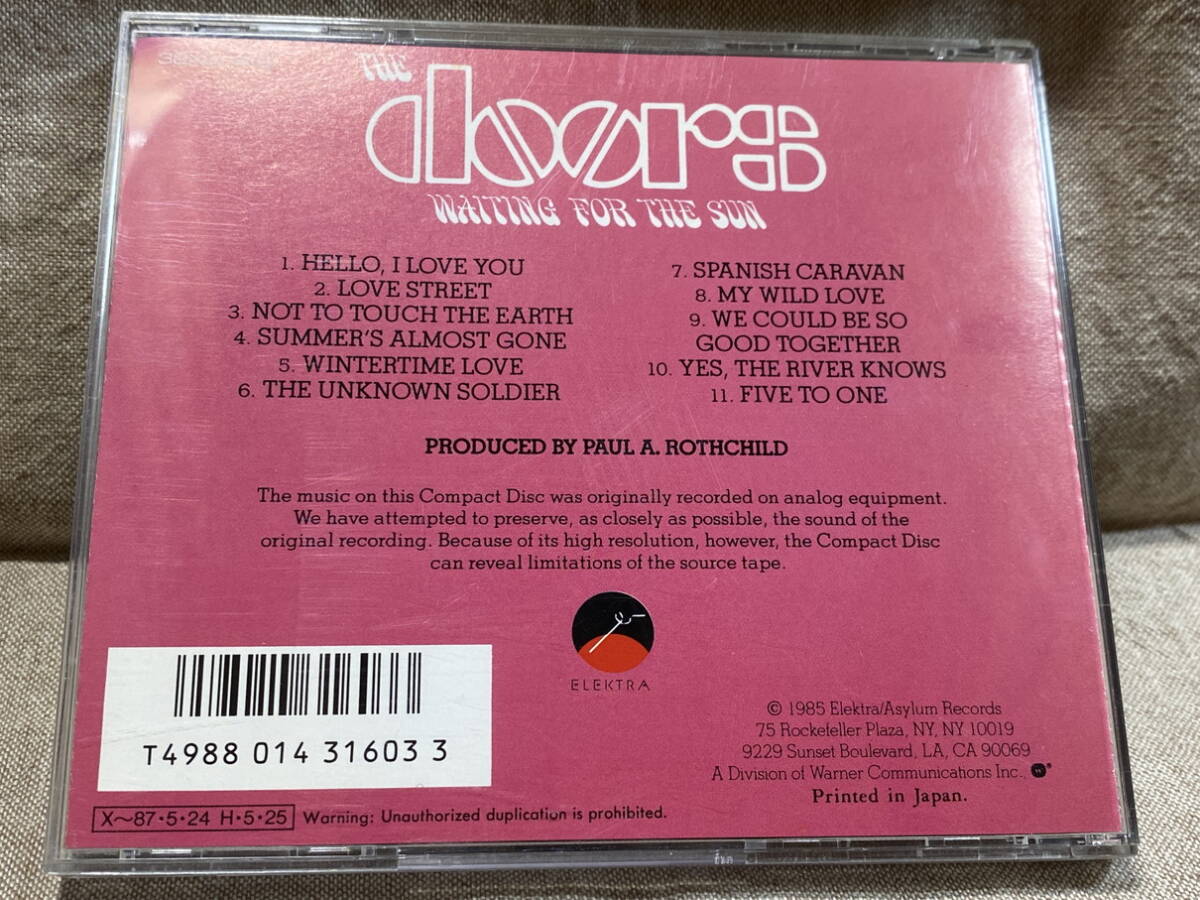 THE
doors
WAITING FOR THE SUN
1. HELLO, I LOVE YOU
2. LOVE STREET
3. NOT TO TOUCH THE EARTH
4. SUMMER'S ALMOST GONE
5. WINTERTIME LOVE
6. THE UNKNOWN SOLDIER
7. SPANISH CARAVAN
8. MY WILD LOVE
9. WE COULD BE SO
GOOD TOGETHER
10. YES, THE RIVER KNOWS
11. FIVE TO ONE
PRODUCED BY PAUL A. ROTHCHILD
The music on this Compact Disc was originally recorded on analog equipment.
We have attempted to preserve, as closely as possible, the sound of the
original recording. Because of its high resolution, however, the Compact Disc
can reveal limitations of the source tape.
ELEKTRA
T4988 014 31603 3
© 1985 Elektra/Asylum Records
75 Rockefeller Plaza, NY, NY 10019
9229 Sunset Boulevard, LA, CA 90069
A Division of Warner Communications Inc.
Printed in Japan.
X~87·5·24 H·5·25 Warning: Unauthorized duplication is prohibited.